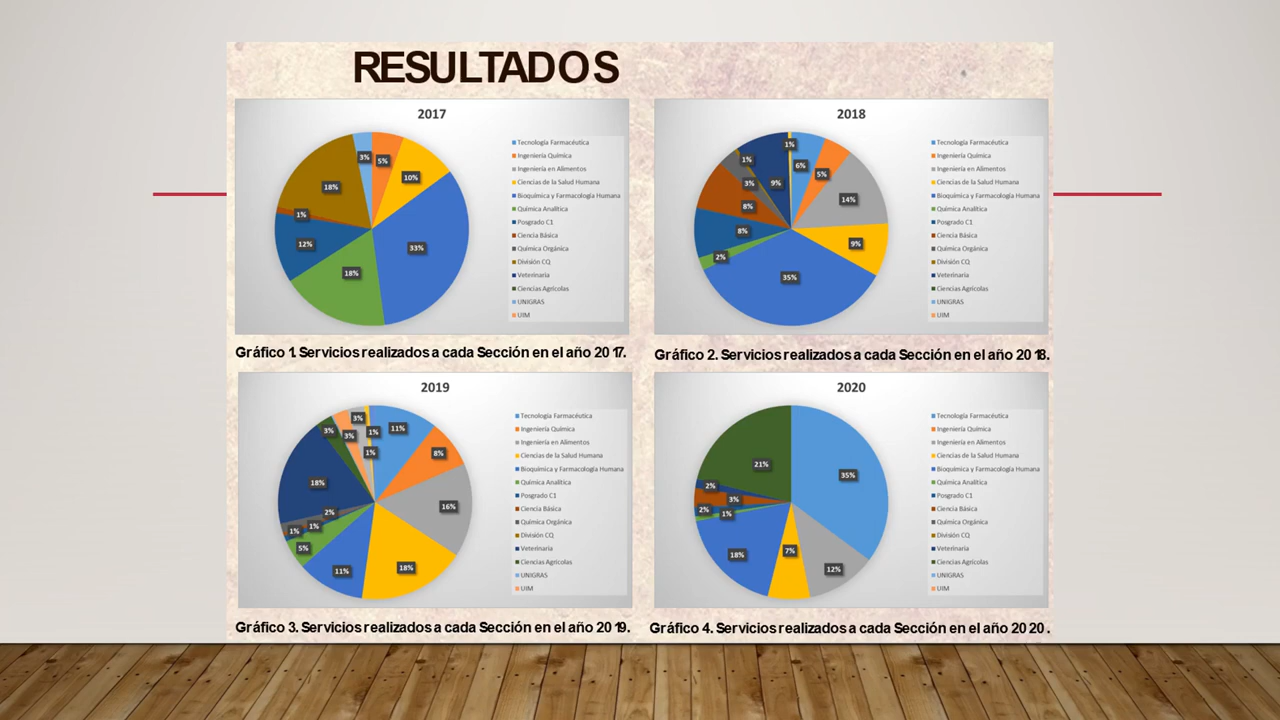 RESULTADOS
2017
3%
5%
10%
33%
18%
12%
1%
18%
Tecnología Farmacéutica
Ingeniería Química
Ingeniería en Alimentos
Ciencias de la Salud Humana
Bioquímica y Farmacología Humana
Química Analítica
Posgrado C1
Ciencia Básica
Química Orgánica
División CQ
Veterinaria
Ciencias Agrícolas
UNIGRAS
UIM
Gráfico 1. Servicios realizados a cada Sección en el año 2017.
2018
1%
6%
5%
14%
9%
35%
2%
8%
8%
3%
1%
9%
Tecnología Farmacéutica
Ingeniería Química
Ingeniería en Alimentos
Ciencias de la Salud Humana
Bioquímica y Farmacología Humana
Química Analítica
Posgrado C1
Ciencia Básica
Química Orgánica
División CQ
Veterinaria
Ciencias Agrícolas
UNIGRAS
UIM
Gráfico 2. Servicios realizados a cada Sección en el año 2018.
2019
3%
1%
11%
3%
3%
1%
8%
16%
18%
11%
5%
1%
1%
2%
18%
Tecnología Farmacéutica
Ingeniería Química
Ingeniería en Alimentos
Ciencias de la Salud Humana
Bioquímica y Farmacología Humana
Química Analítica
Posgrado C1
Ciencia Básica
Química Orgánica
División CQ
Veterinaria
Ciencias Agrícolas
UNIGRAS
UIM
Gráfico 3. Servicios realizados a cada Sección en el año 2019.
2020
21%
35%
12%
7%
18%
1%
2%
3%
2%
Tecnología Farmacéutica
Ingeniería Química
Ingeniería en Alimentos
Ciencias de la Salud Humana
Bioquímica y Farmacología Humana
Química Analítica
Posgrado C1
Ciencia Básica
Química Orgánica
División CQ
Veterinaria
Ciencias Agrícolas
UNIGRAS
UIM
Gráfico 4. Servicios realizados a cada Sección en el año 2020.